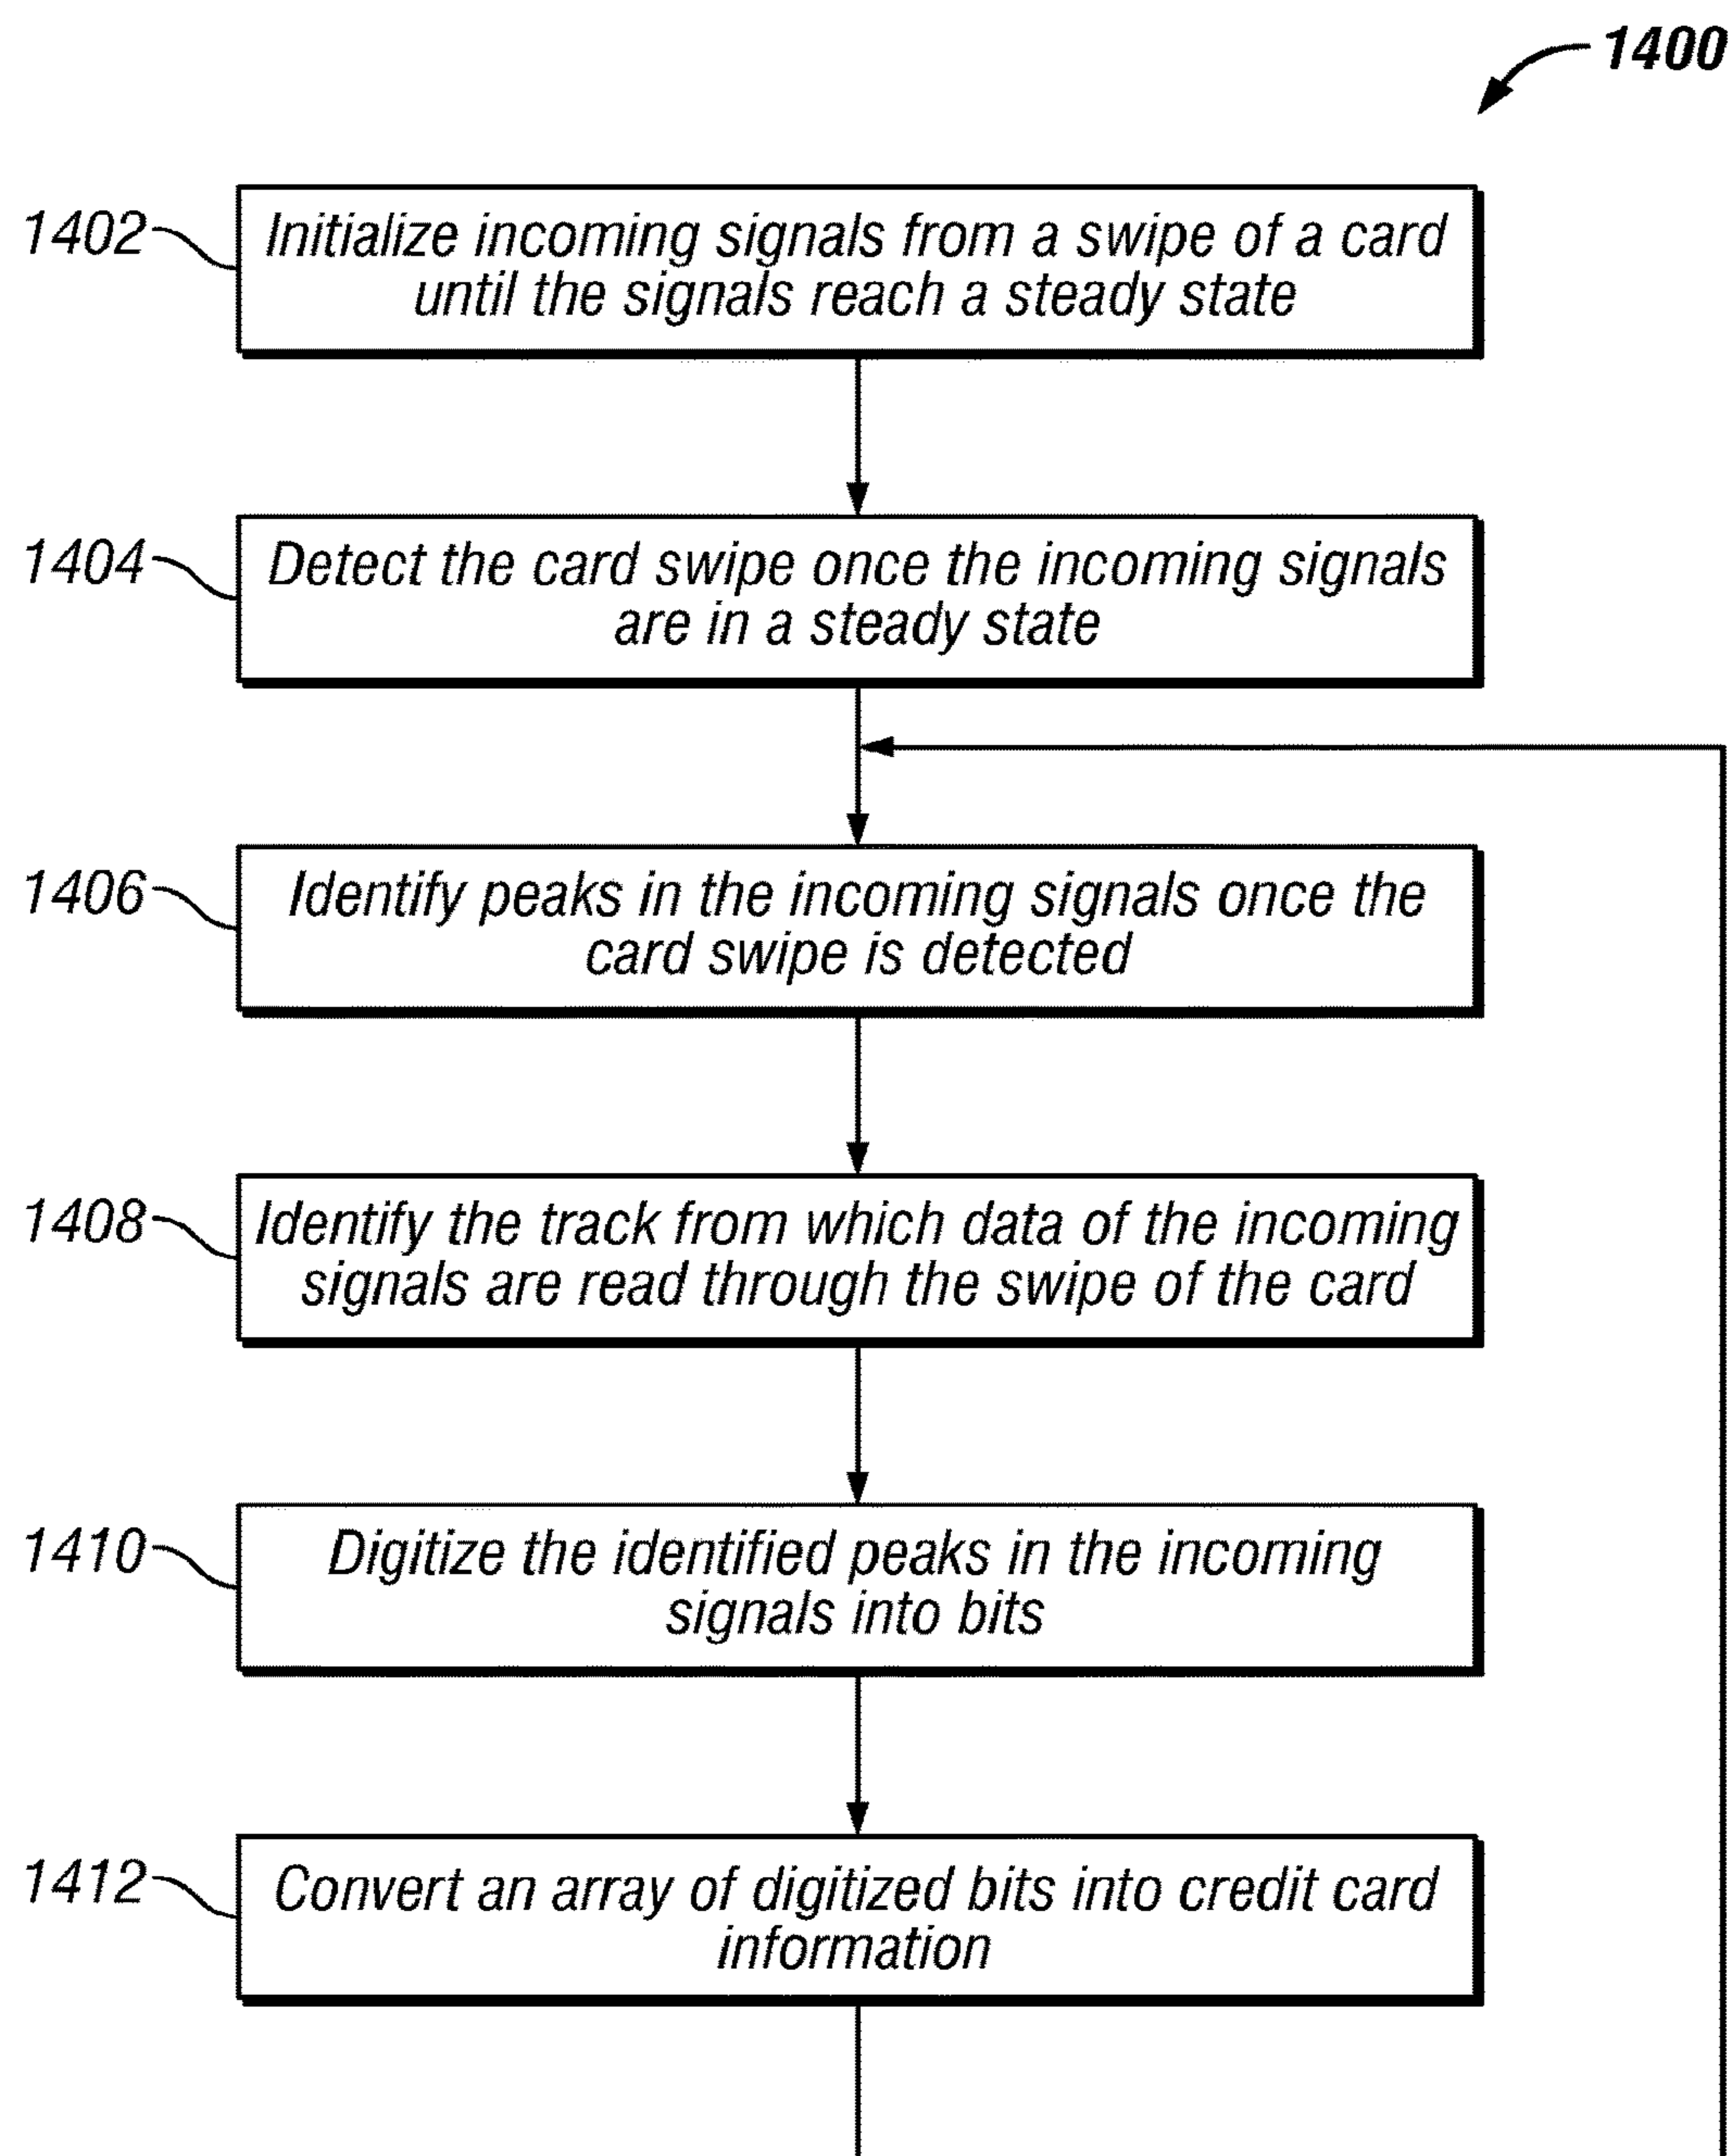 1400
1402
Initialize incoming signals from a swipe of a card
until the signals reach a steady state
1404
Detect the card swipe once the incoming signals
are in a steady state
1406
Identify peaks in the incoming signals once the
card swipe is detected
1408
Identify the track from which data of the incoming
signals are read through the swipe of the card
1410
Digitize the identified peaks in the incoming
signals into bits
1412
Convert an array of digitized bits into credit card
information